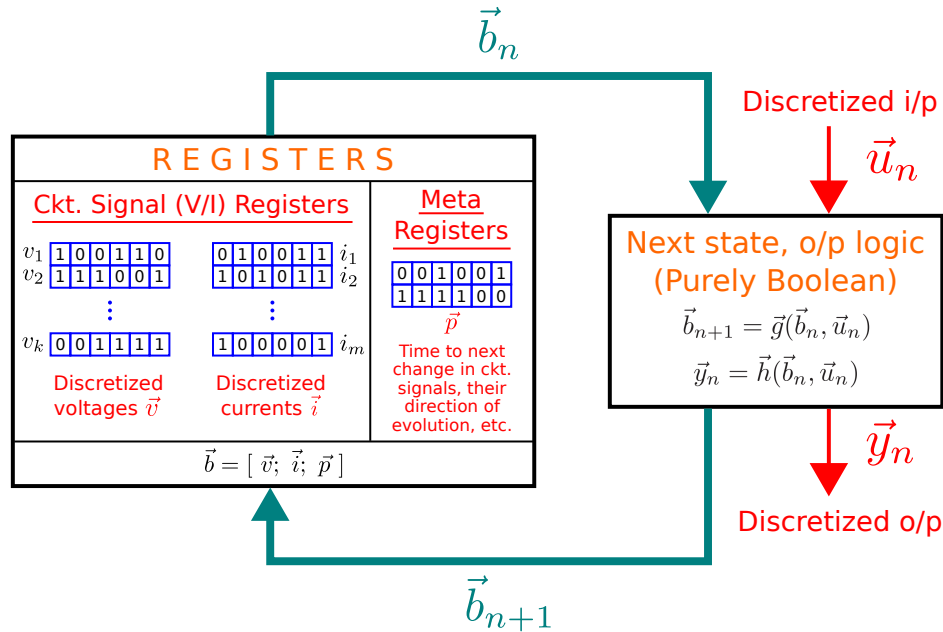 b⃗ₙ
Discretized i/p
u⃗ₙ
R E G I S T E R S
Ckt. Signal (V/I) Registers
v₁ 1 0 0 1 1 0
v₂ 1 1 1 0 0 1
⋮
vₖ 0 0 1 1 1 1
Discretized
voltages v⃗
0 1 0 0 1 1 i₁
1 0 1 0 1 1 i₂
⋮
1 0 0 0 0 1 iₘ
Discretized
currents i⃗
Meta
Registers
0 0 1 0 0 1
1 1 1 1 0 0
p⃗
Time to next
change in ckt.
signals, their
direction of
evolution, etc.
b⃗ = [ v⃗; i⃗; p⃗ ]
Next state, o/p logic
(Purely Boolean)
b⃗ₙ₊₁ = g⃗(b⃗ₙ, u⃗ₙ)
y⃗ₙ = h⃗(b⃗ₙ, u⃗ₙ)
y⃗ₙ
Discretized o/p
b⃗ₙ₊₁